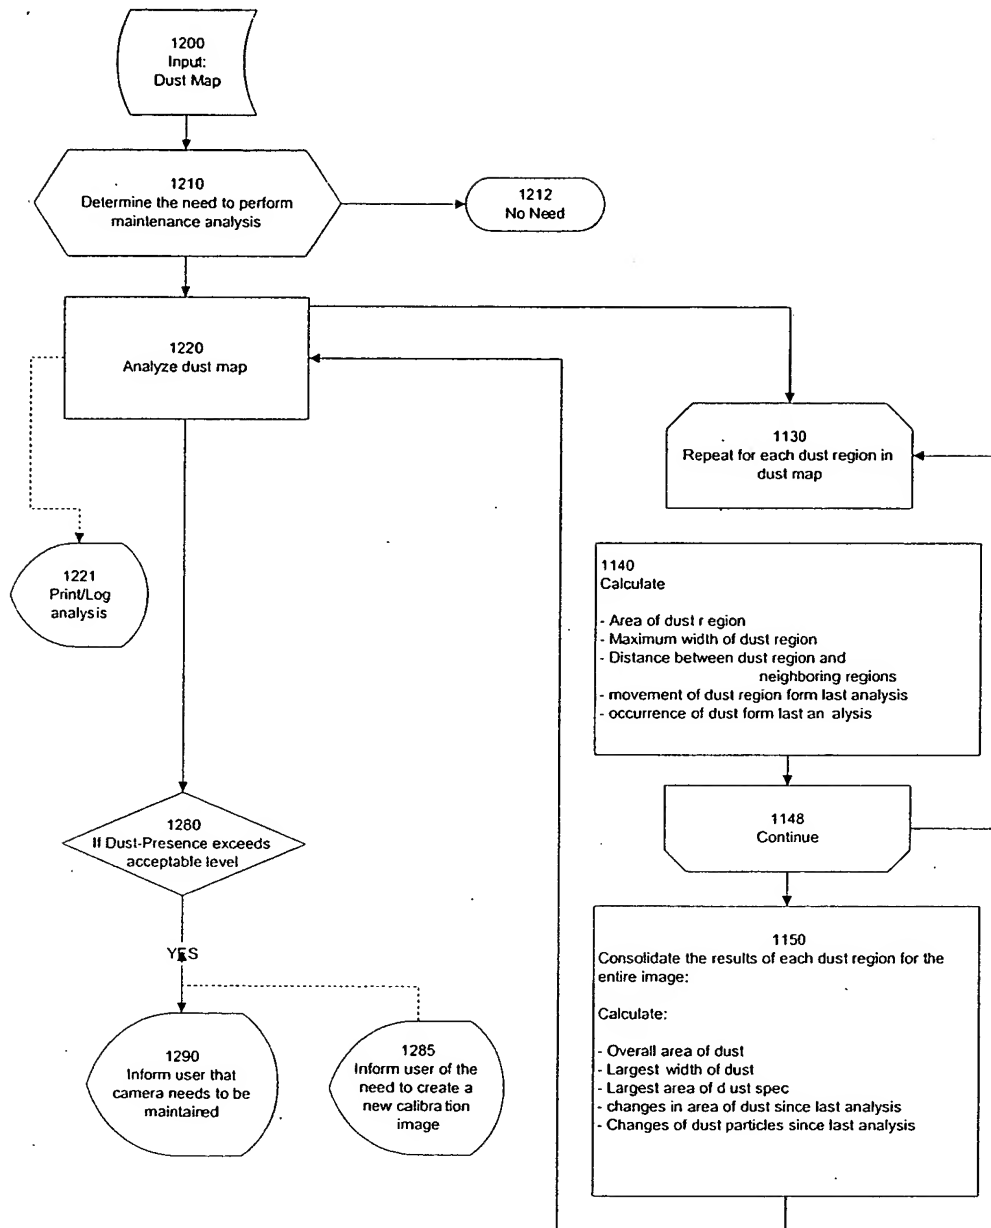 1200
Input:
Dust Map
1210
Determine the need to perform
maintenance analysis
1212
No Need
1220
Analyze dust map
1130
Repeat for each dust region in
dust map
1221
Print/Log
analysis
1140
Calculate
- Area of dust r egion
- Maximum width of dust region
- Distance between dust region and
neighboring regions
- movement of dust region form last analysis
- occurrence of dust form last an alysis
1280
If Dust-Presence exceeds
acceptable level
1148
Continue
YES
1150
Consolidate the results of each dust region for the
entire image:
Calculate:
- Overall area of dust
- Largest width of dust
- Largest area of d ust spec
- changes in area of dust since last analysis
- Changes of dust particles since last analysis
1290
Inform user that
camera needs to be
maintained
1285
Inform user of the
need to create a
new calibration
image